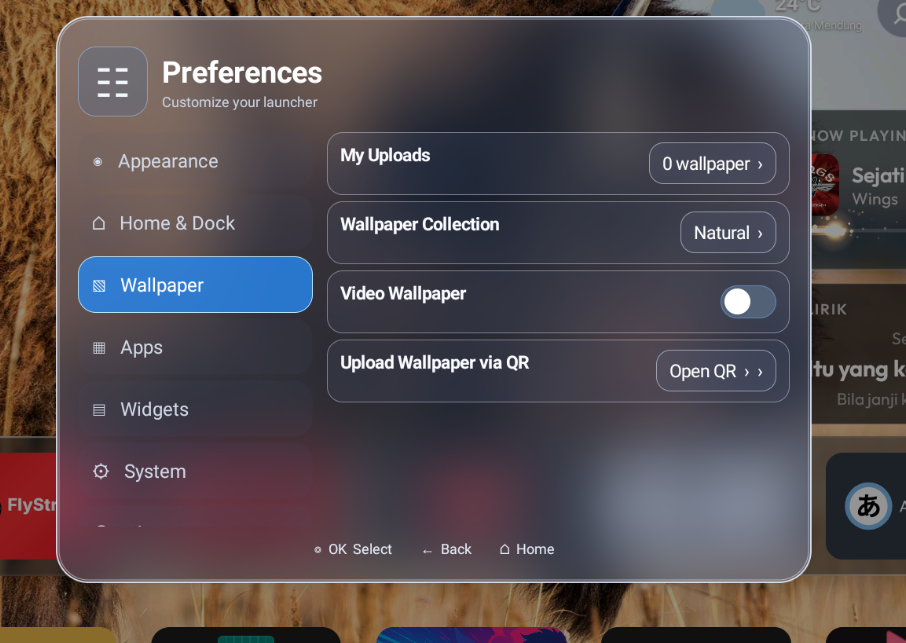 24°C
Mendung
Preferences
Customize your launcher
Appearance
Home & Dock
Wallpaper
Apps
Widgets
System
My Uploads
0 wallpaper ›
Wallpaper Collection
Natural ›
Video Wallpaper
Upload Wallpaper via QR
Open QR › ›
OK Select
← Back
Home
NOW PLAYIN
Sejati
Wings
LIRIK
Se
tu yang k
Bila janji k
FlyStr
あ
A